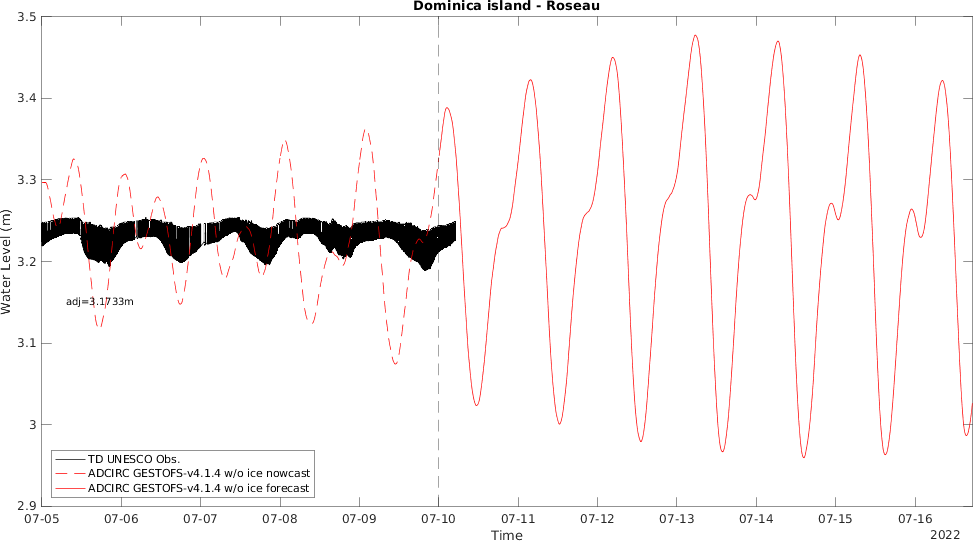 Dominica island - Roseau
3.5
3.4
3.3
3.2
3.1
3
2.9
Water Level (m)
adj=3.1733m
TD UNESCO Obs.
ADCIRC GESTOFS-v4.1.4 w/o ice nowcast
ADCIRC GESTOFS-v4.1.4 w/o ice forecast
07-05 07-06 07-07 07-08 07-09 07-10 07-11 07-12 07-13 07-14 07-15 07-16
Time
2022